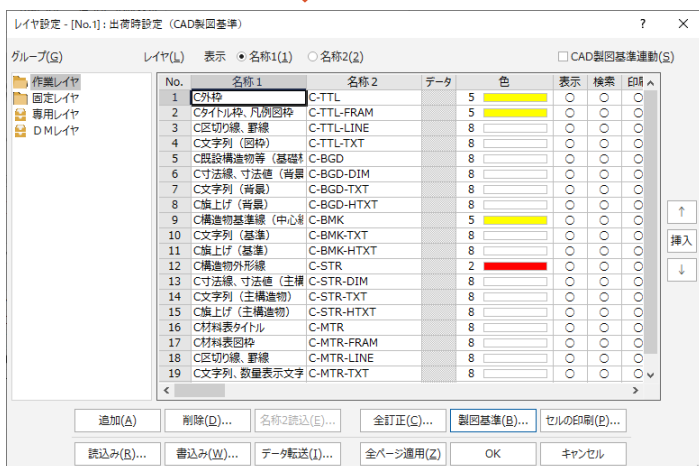 レイヤ設定 - [No.1] : 出荷時設定（CAD製図基準） ? ×
グループ(G) レイヤ(L) 表示 名称1(1) 名称2(2) CAD製図基準連動(S)
作業レイヤ
固定レイヤ
専用レイヤ
ＤＭレイヤ
No. 名称１ 名称２ データ 色 表示 検索 印刷
1 C外枠 C-TTL 5 ○ ○ ○
2 Cタイトル枠、凡例図枠 C-TTL-FRAM 5 ○ ○ ○
3 C区切り線、罫線 C-TTL-LINE 8 ○ ○ ○
4 C文字列（図枠） C-TTL-TXT 8 ○ ○ ○
5 C既設構造物等（基礎 C-BGD 8 ○ ○ ○
6 C寸法線、寸法値（背景 C-BGD-DIM 8 ○ ○ ○
7 C文字列（背景） C-BGD-TXT 8 ○ ○ ○
8 C旗上げ（背景） C-BGD-HTXT 8 ○ ○ ○
9 C構造物基準線（中心 C-BMK 5 ○ ○ ○
10 C文字列（基準） C-BMK-TXT 8 ○ ○ ○
11 C旗上げ（基準） C-BMK-HTXT 8 ○ ○ ○
12 C構造物外形線 C-STR 2 ○ ○ ○
13 C寸法線、寸法値（主構 C-STR-DIM 8 ○ ○ ○
14 C文字列（主構造物） C-STR-TXT 8 ○ ○ ○
15 C旗上げ（主構造物） C-STR-HTXT 8 ○ ○ ○
16 C材料表タイトル C-MTR 8 ○ ○ ○
17 C材料表図枠 C-MTR-FRAM 8 ○ ○ ○
18 C区切り線、罫線 C-MTR-LINE 8 ○ ○ ○
19 C文字列、数量表示文字 C-MTR-TXT 8 ○ ○ ○
↑
挿入
↓
追加(A) 削除(D)... 名称2読込(E)... 全訂正(C)... 製図基準(B)... セルの印刷(P)...
読込み(R)... 書込み(W)... データ転送(I)... 全ページ適用(Z) OK キャンセル